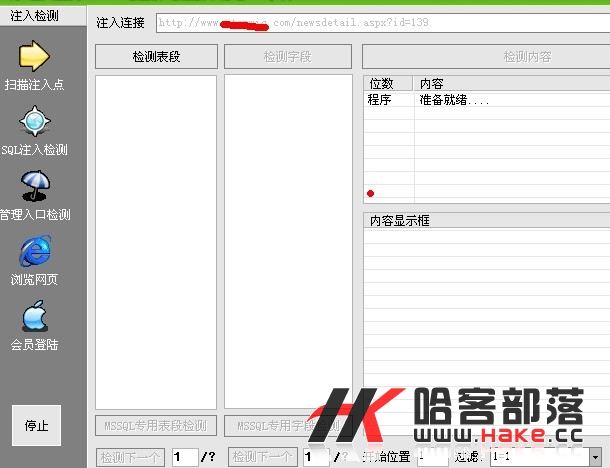 注入检测
注入连接
http://www. .com/newsdetail.aspx?id=139
扫描注入点
SQL注入检测
管理入口检测
浏览网页
会员登陆
停止
检测表段
检测字段
检测内容
位数 内容
程序 准备就绪....
内容显示框
MSSQL专用表段检测
MSSQL专用字段检测
检测下一个 1 /?
检测下一个 1 /?
开始位置 过滤: 1=1
哈客部落
www.Hake.cc